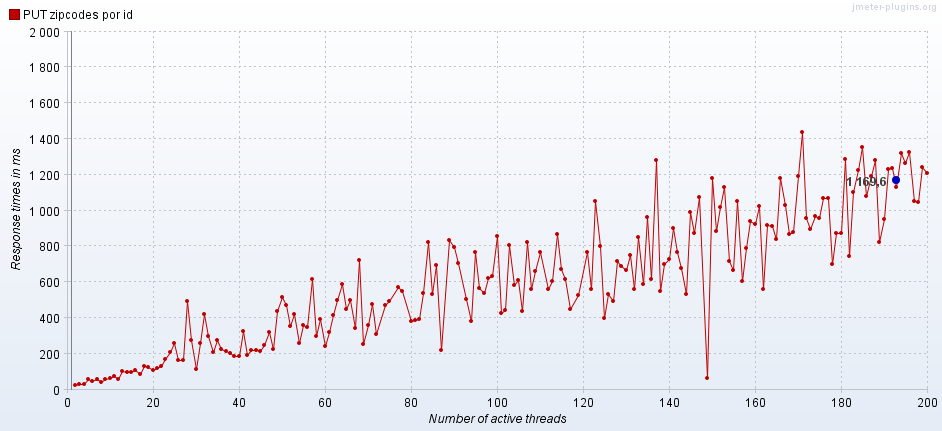 PUT zipcodes por id
jmeter-plugins.org
2 000
1 800
1 600
1 400
1 200
1 000
800
600
400
200
0
Response times in ms
1 169,6
0 20 40 60 80 100 120 140 160 180 200
Number of active threads